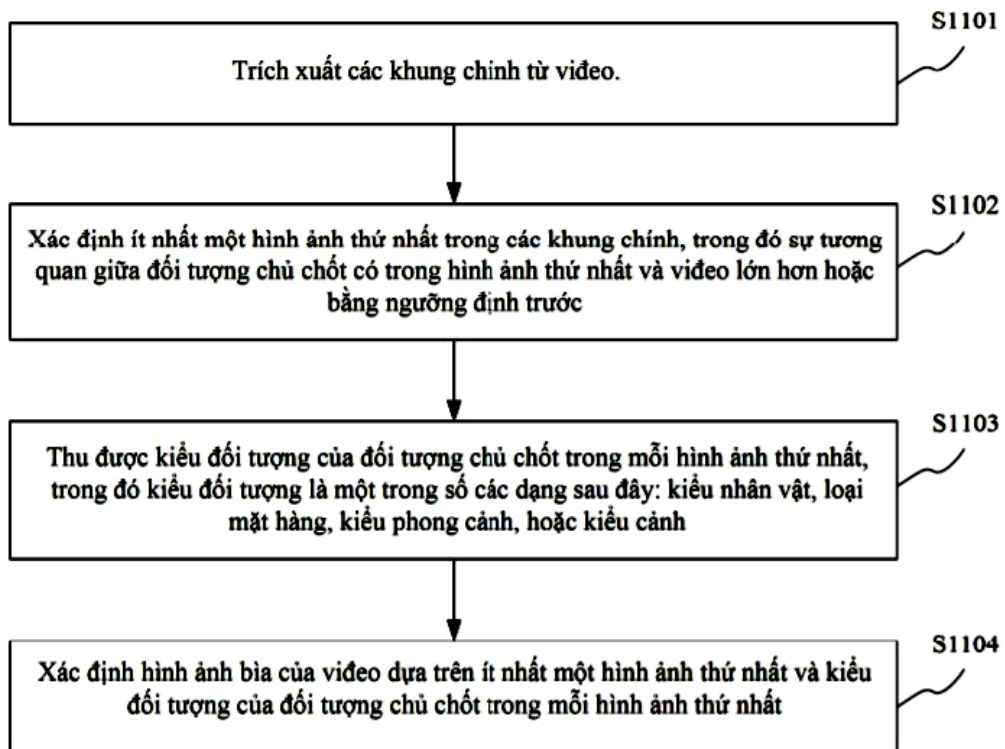 S1101
Trích xuất các khung chính từ viđeo.
S1102
Xác định ít nhất một hình ảnh thứ nhất trong các khung chính, trong đó sự tương
quan giữa đối tượng chủ chốt có trong hình ảnh thứ nhất và viđeo lớn hơn hoặc
bằng ngưỡng định trước
S1103
Thu được kiểu đối tượng của đối tượng chủ chốt trong mỗi hình ảnh thứ nhất,
trong đó kiểu đối tượng là một trong số các dạng sau đây: kiểu nhân vật, loại
mặt hàng, kiểu phong cảnh, hoặc kiểu cảnh
S1104
Xác định hình ảnh bìa của viđeo dựa trên ít nhất một hình ảnh thứ nhất và kiểu
đối tượng của đối tượng chủ chốt trong mỗi hình ảnh thứ nhất